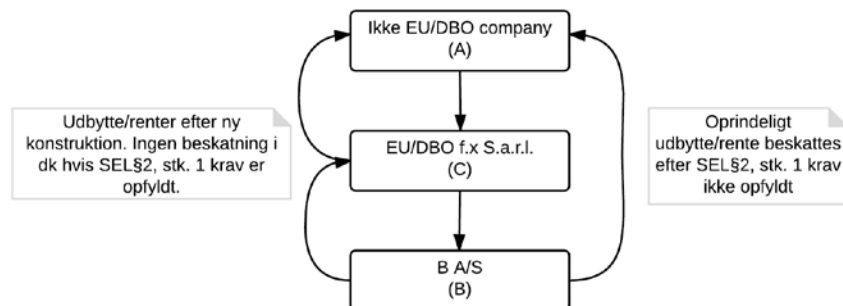 Ikke EU/DBO company
(A)
Udbytte/renter efter ny
konstruktion. Ingen beskatning i
dk hvis SEL§2, stk. 1 krav er
opfyldt.
EU/DBO f.x S.a.r.l.
(C)
Oprindeligt
udbytte/rente beskattes
efter SEL§2, stk. 1 krav
ikke opfyldt
B A/S
(B)